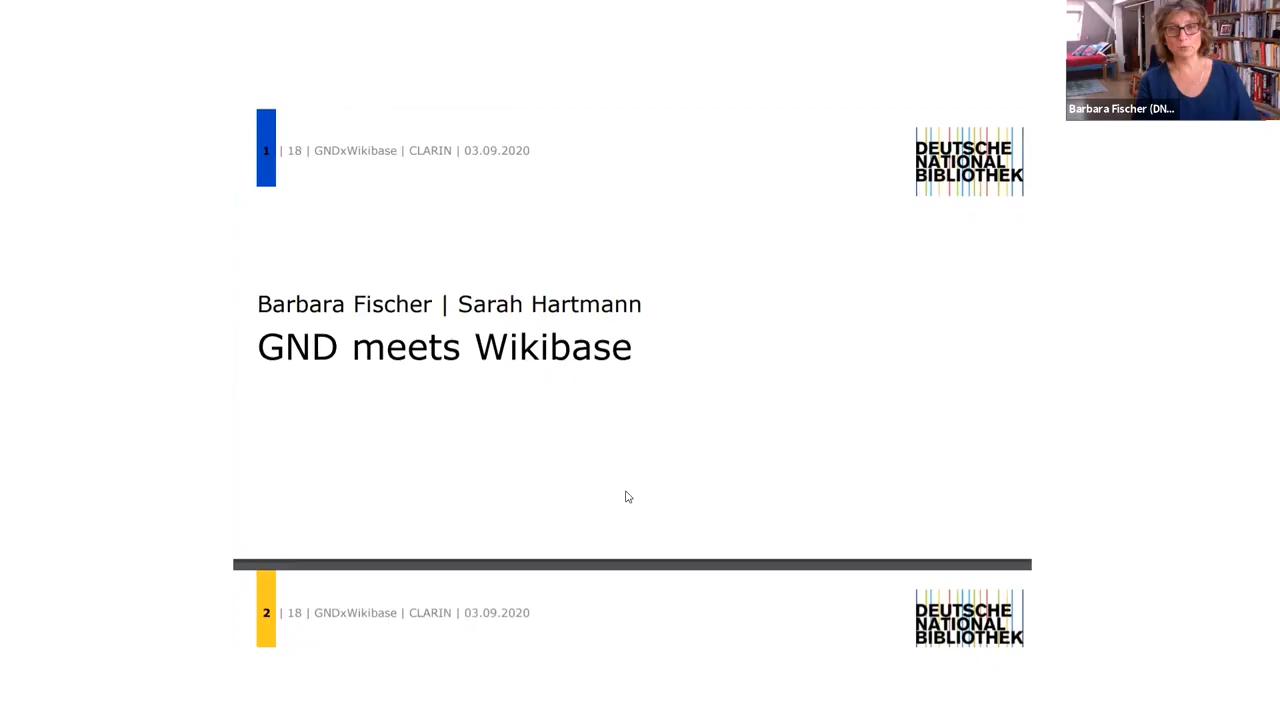 Barbara Fischer (DN...
1 | 18 | GNDxWikibase | CLARIN | 03.09.2020
DEUTSCHE
NATIONAL
BIBLIOTHEK
Barbara Fischer | Sarah Hartmann
GND meets Wikibase
2 | 18 | GNDxWikibase | CLARIN | 03.09.2020
DEUTSCHE
NATIONAL
BIBLIOTHEK